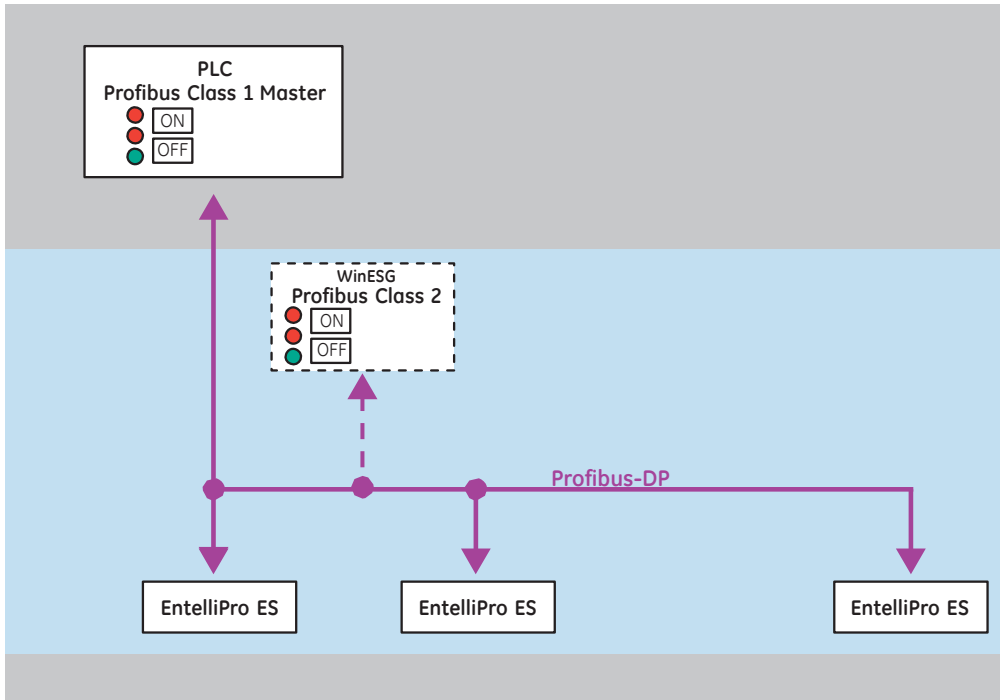 PLC
Profibus Class 1 Master
ON
OFF
WinESG
Profibus Class 2
ON
OFF
Profibus-DP
EntelliPro ES
EntelliPro ES
EntelliPro ES